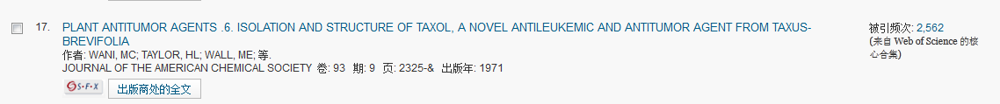 17. PLANT ANTITUMOR AGENTS .6. ISOLATION AND STRUCTURE OF TAXOL, A NOVEL ANTILEUKEMIC AND ANTITUMOR AGENT FROM TAXUS-
BREVIFOLIA
作者: WANI, MC; TAYLOR, HL; WALL, ME; 等.
JOURNAL OF THE AMERICAN CHEMICAL SOCIETY 卷: 93 期: 9 页: 2325-& 出版年: 1971
S·F·X 出版商处的全文
被引频次: 2,562
(来自 Web of Science 的核
心合集)